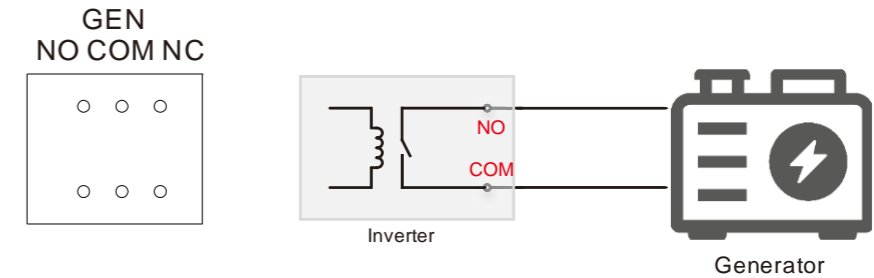 GEN
NO COM NC
NO
COM
Inverter
Generator